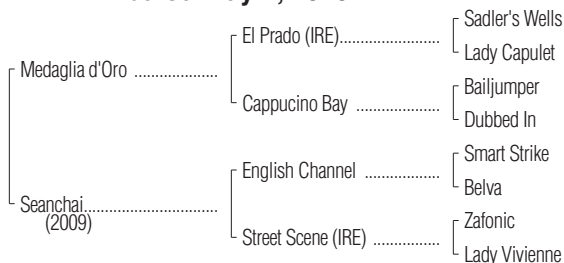 Sadler's Wells
El Prado (IRE)
Lady Capulet
Medaglia d'Oro
Bailjumper
Cappucino Bay
Dubbed In
Smart Strike
English Channel
Belva
Seanchai
(2009)
Zafonic
Street Scene (IRE)
Lady Vivienne